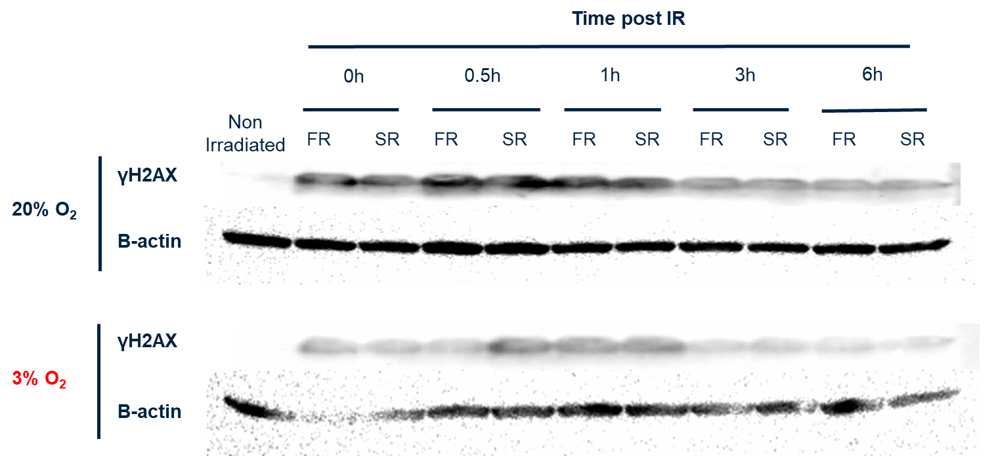 Time post IR
0h 0.5h 1h 3h 6h
Non
Irradiated
FR SR FR SR FR SR FR SR FR SR
γH2AX
20% O₂
B-actin
γH2AX
3% O₂
B-actin